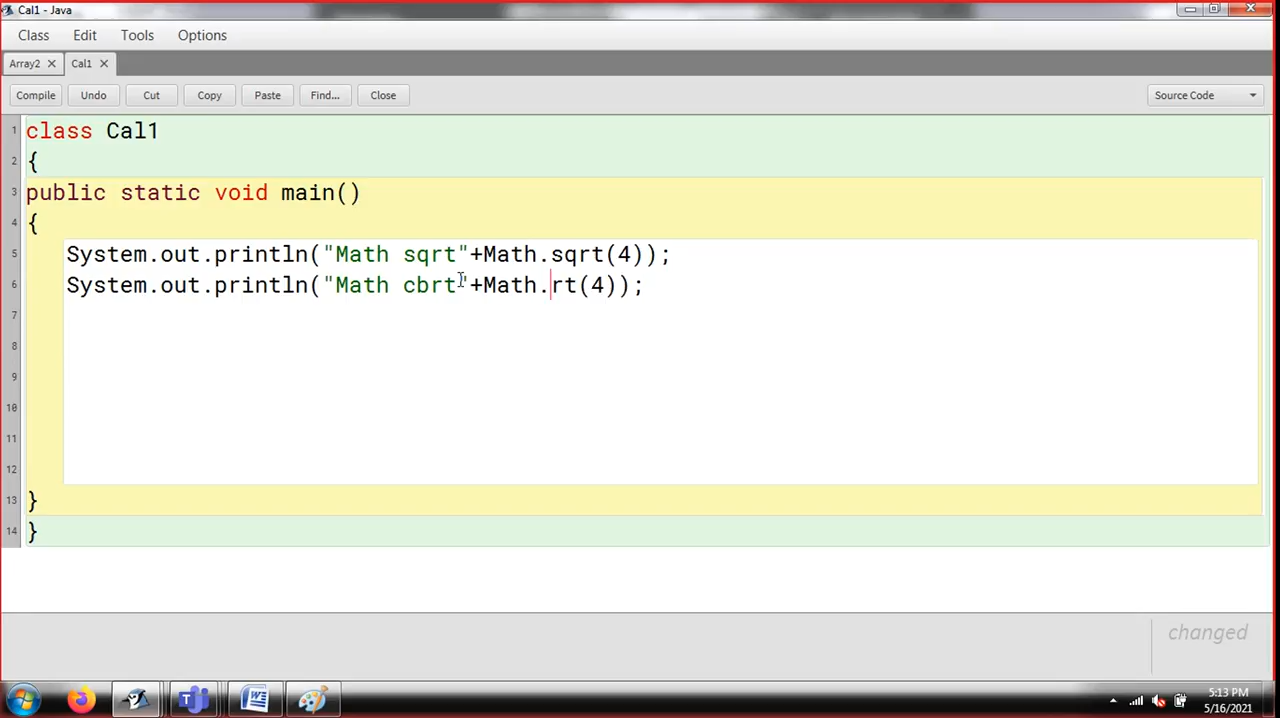 Cal1 - Java
Class Edit Tools Options
Array2 Cal1
Compile Undo Cut Copy Paste Find... Close Source Code
1 class Cal1
2 {
3 public static void main()
4 {
5 System.out.println("Math sqrt"+Math.sqrt(4));
6 System.out.println("Math cbrt"+Math.rt(4));
7
8
9
10
11
12
13 }
14 }
changed
5:13 PM
5/16/2021